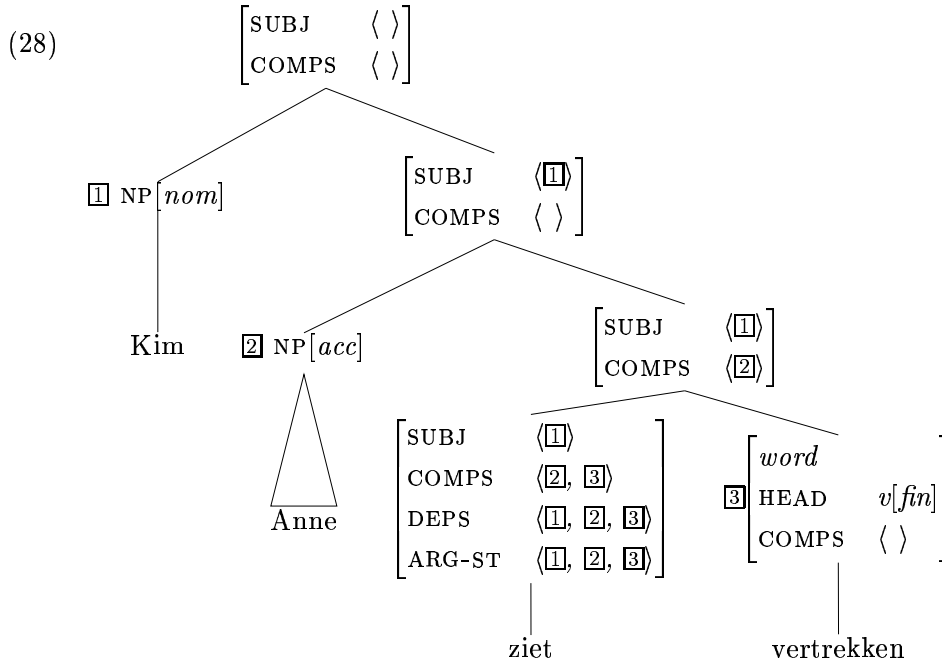 (28)
[SUBJ ⟨ ⟩
COMPS ⟨ ⟩]
[1] NP[nom]
[SUBJ ⟨[1]⟩
COMPS ⟨ ⟩]
Kim
[2] NP[acc]
[SUBJ ⟨[1]⟩
COMPS ⟨[2]⟩]
Anne
[SUBJ ⟨[1]⟩
COMPS ⟨[2], [3]⟩
DEPS ⟨[1], [2], [3]⟩
ARG-ST ⟨[1], [2], [3]⟩]
[3] [word
HEAD v[fin]
COMPS ⟨ ⟩]
ziet
vertrekken